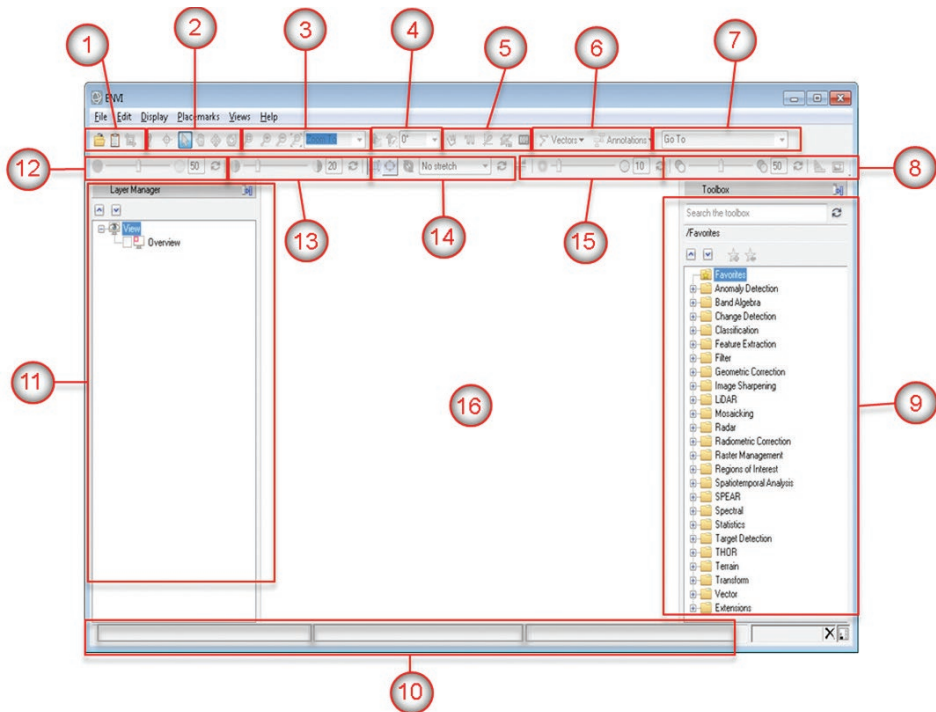 1 2 3 4 5 6 7
ENVI
File Edit Display Placemarks Views Help
0° Vectors Annotations Go To
12 50 20 No stretch 10 50 8
Layer Manager
Toolbox
13 14 15
Search the toolbox
View
Overview
/Favorites
Favorites
Anomaly Detection
Band Algebra
Change Detection
Classification
Feature Extraction
Filter
Geometric Correction
11 16 9
Image Sharpening
LiDAR
Mosaicking
Radar
Radiometric Correction
Raster Management
Regions of Interest
Spatiotemporal Analysis
SPEAR
Spectral
Statistics
Target Detection
THOR
Terrain
Transform
Vector
Extensions
10